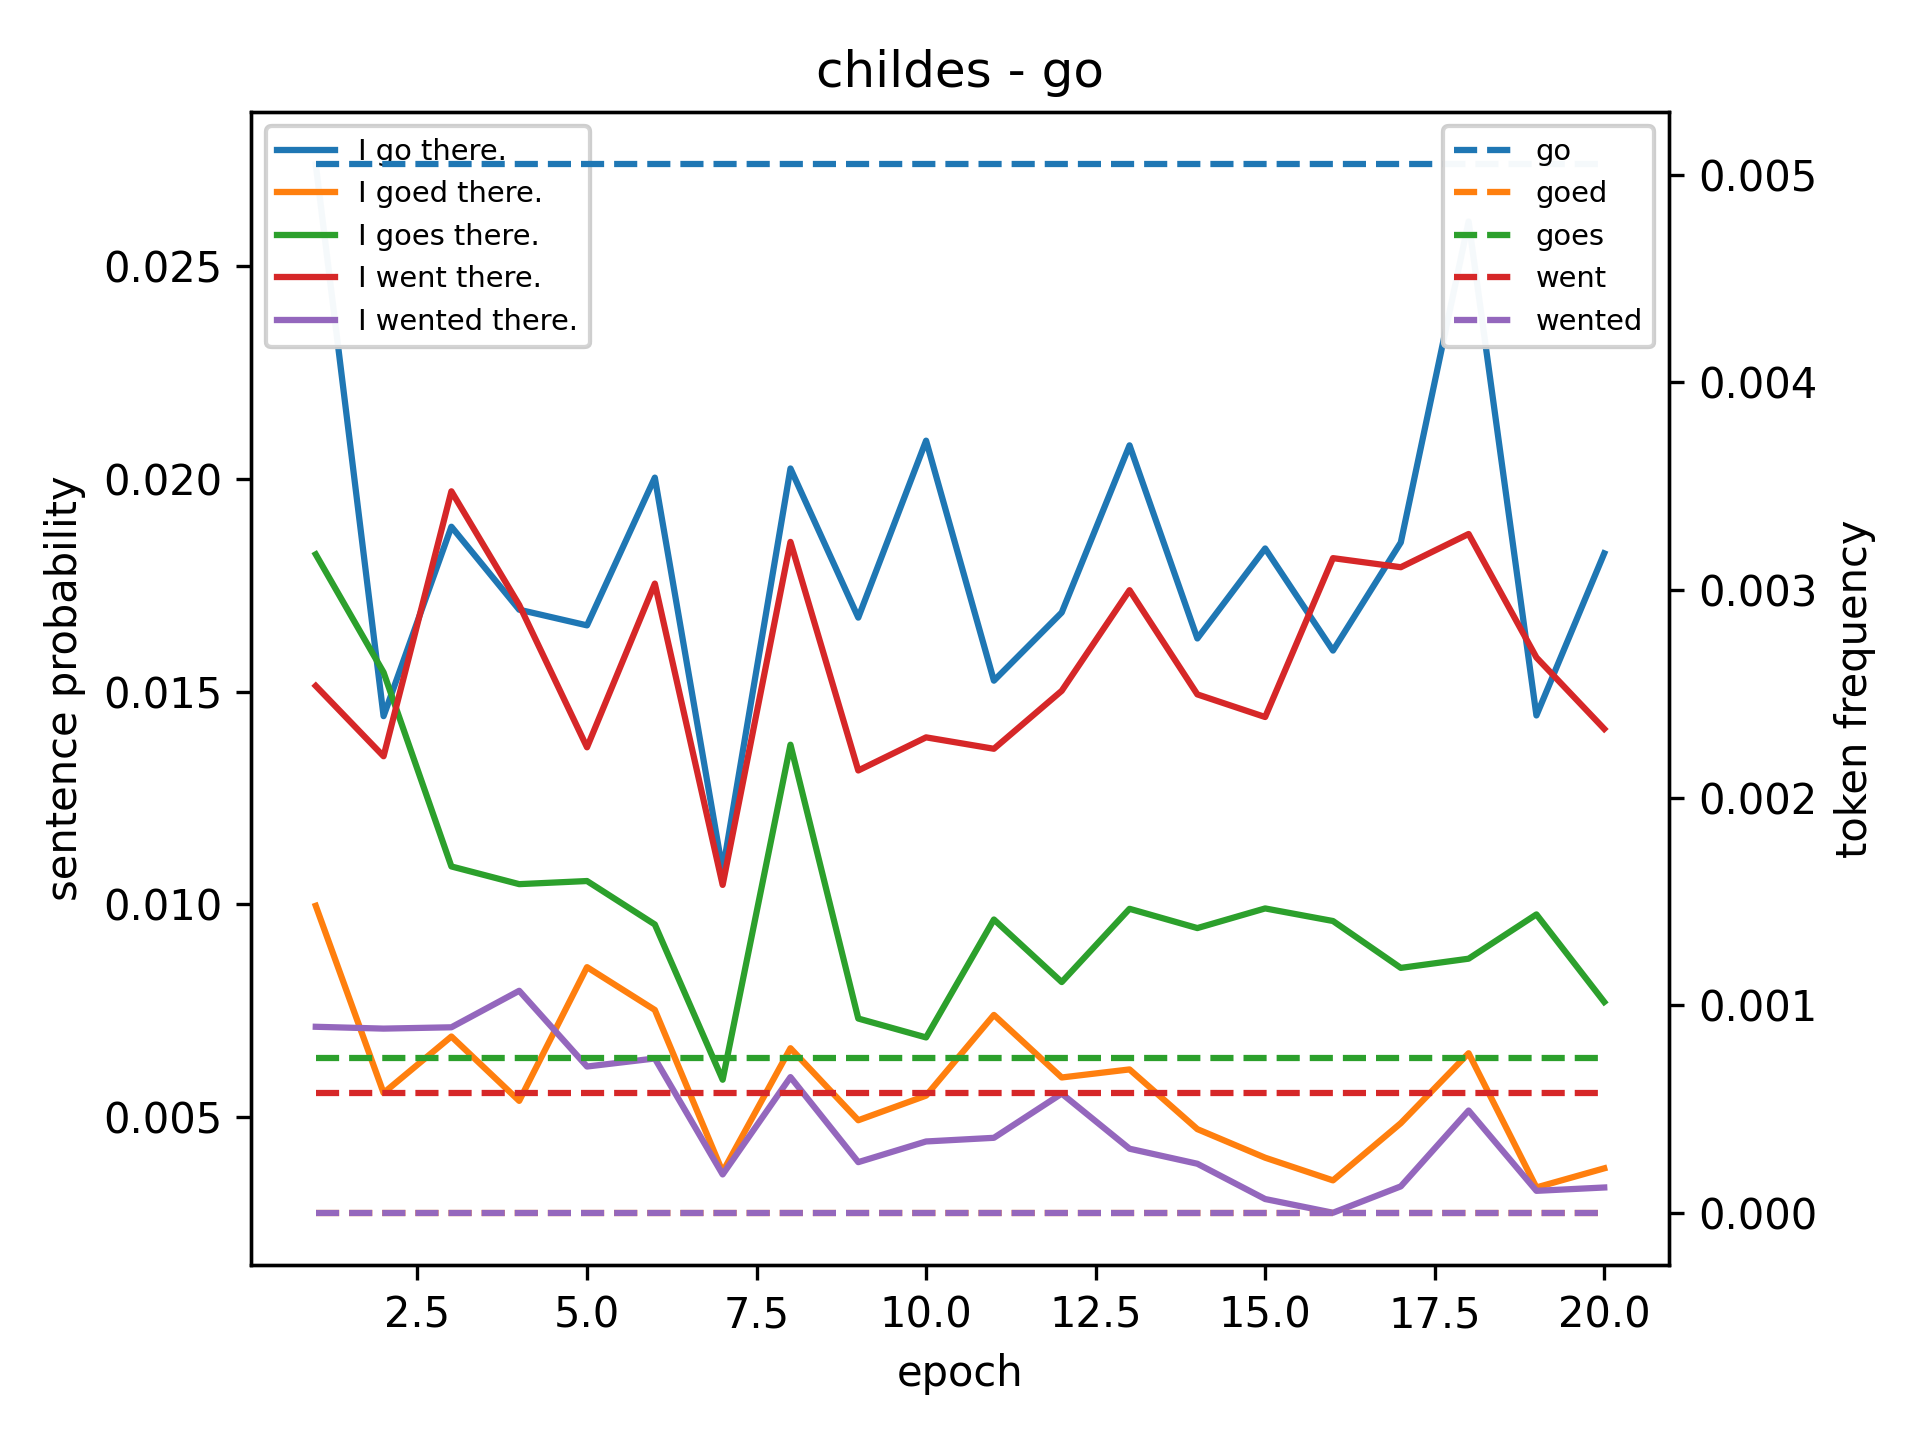 childes - go
I go there.
I goed there.
I goes there.
I went there.
I wented there.
go
goed
goes
went
wented
sentence probability
0.025
0.020
0.015
0.010
0.005
token frequency
0.005
0.004
0.003
0.002
0.001
0.000
2.5 5.0 7.5 10.0 12.5 15.0 17.5 20.0
epoch